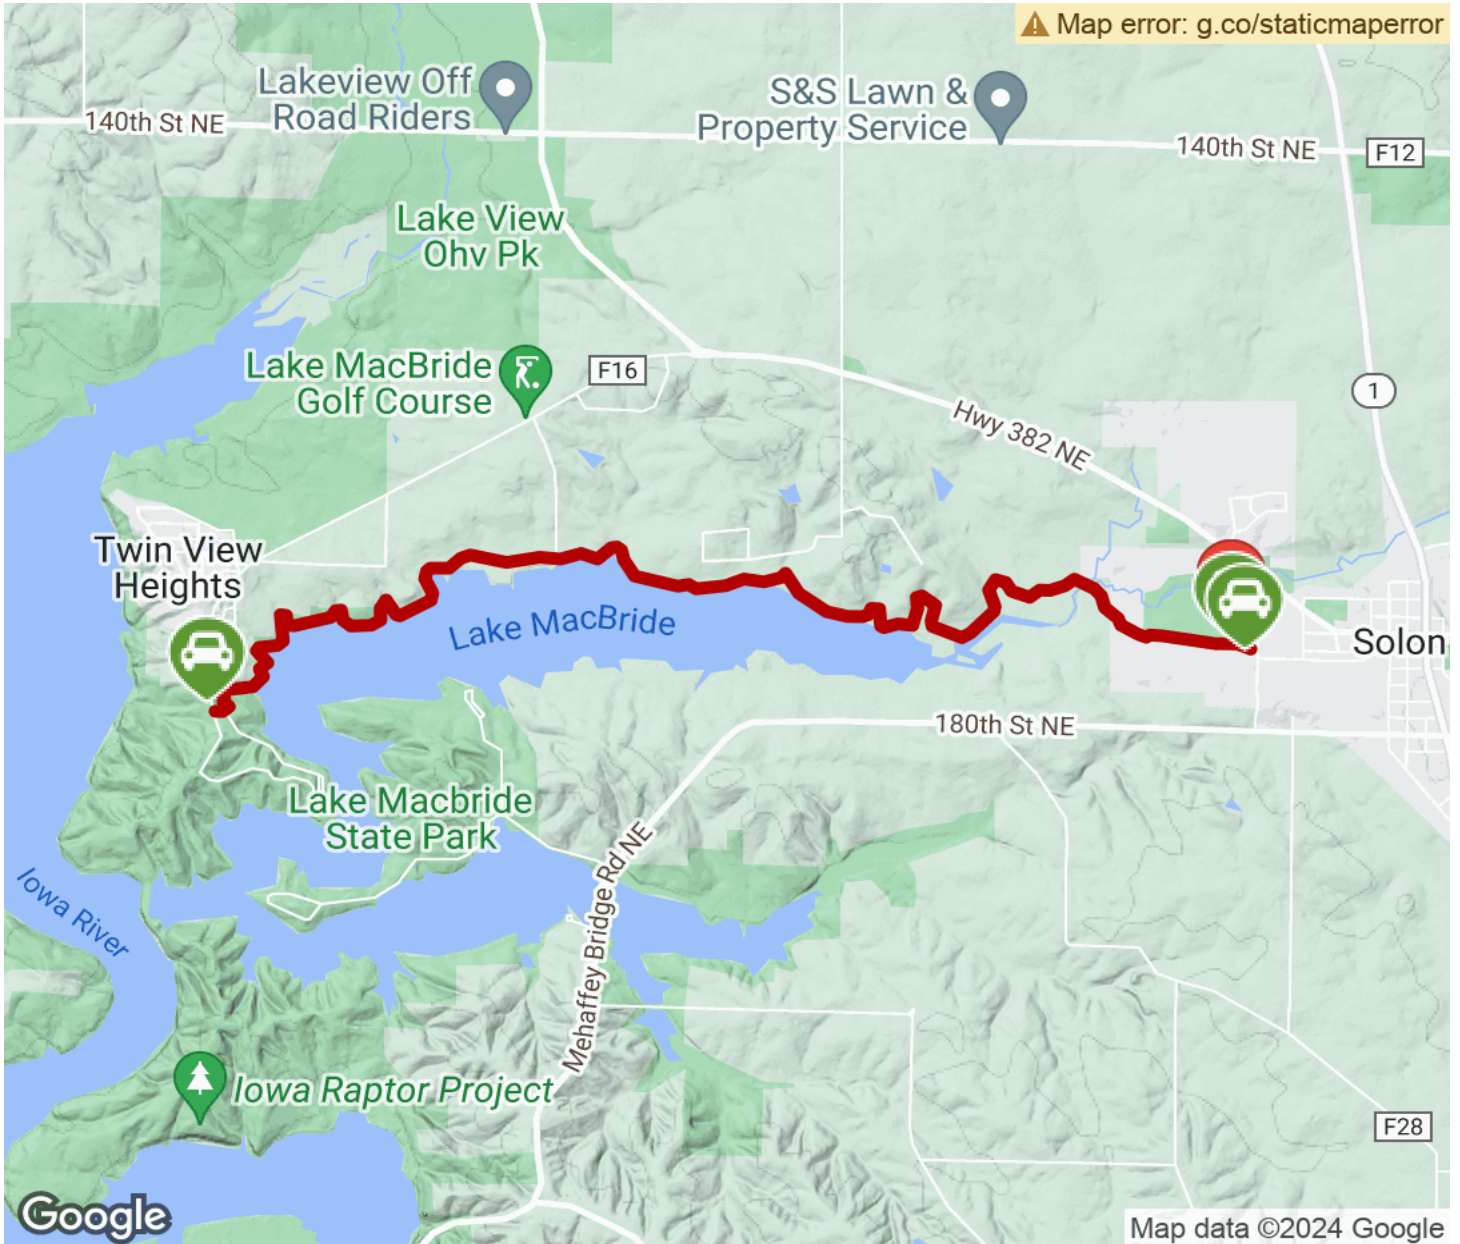 Map error: g.co/staticmaperror
Lakeview Off
Road Riders
S&S Lawn &
Property Service
140th St NE
140th St NE
F12
Lake View
Ohv Pk
Lake MacBride
Golf Course
F16
1
Hwy 382 NE
Twin View
Heights
Lake MacBride
Solon
180th St NE
Lake Macbride
State Park
Mehaffey Bridge Rd NE
Iowa River
Iowa Raptor Project
F28
Google
Map data ©2024 Google